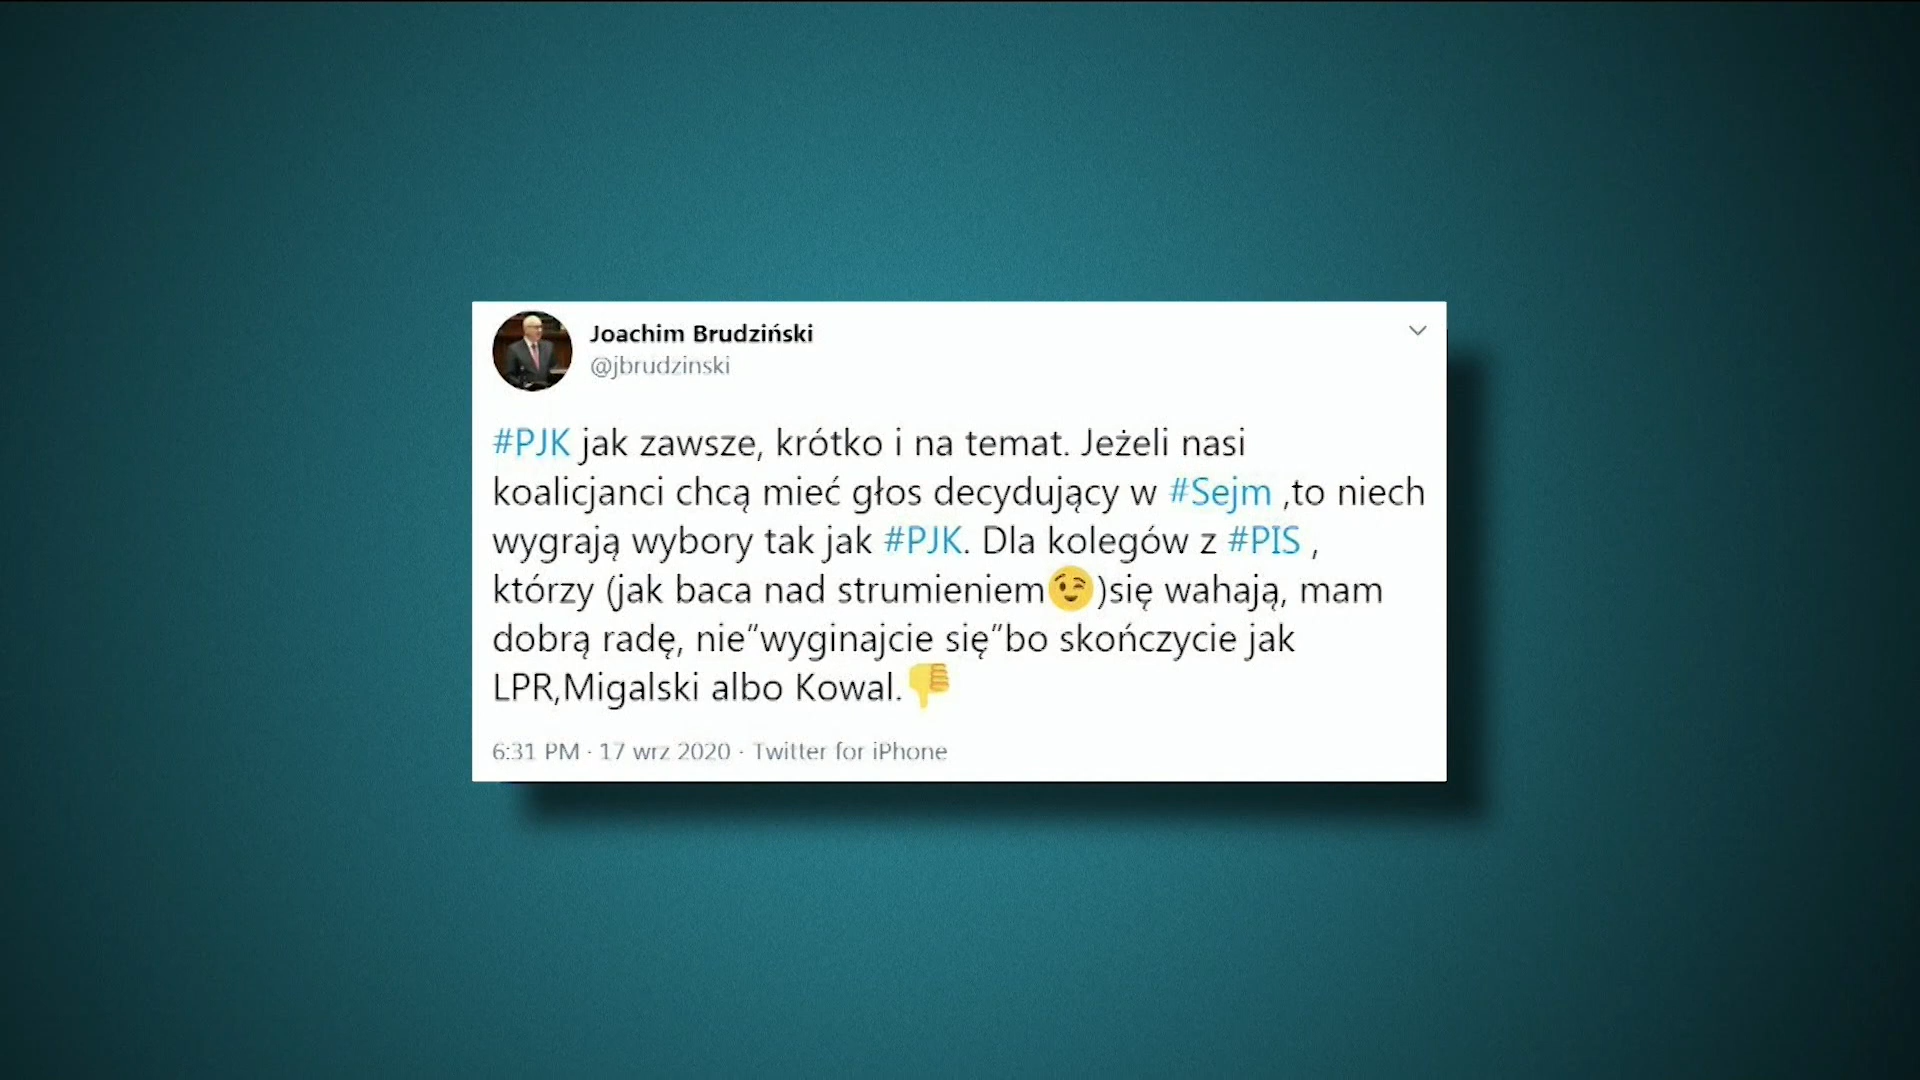 Joachim Brudziński
@jbrudzinski
#PJK jak zawsze, krótko i na temat. Jeżeli nasi
koalicjanci chcą mieć głos decydujący w #Sejm ,to niech
wygrają wybory tak jak #PJK. Dla kolegów z #PIS ,
którzy (jak baca nad strumieniem😉)się wahają, mam
dobrą radę, nie"wyginajcie się"bo skończycie jak
LPR,Migalski albo Kowal.👎
6:31 PM · 17 wrz 2020 · Twitter for iPhone